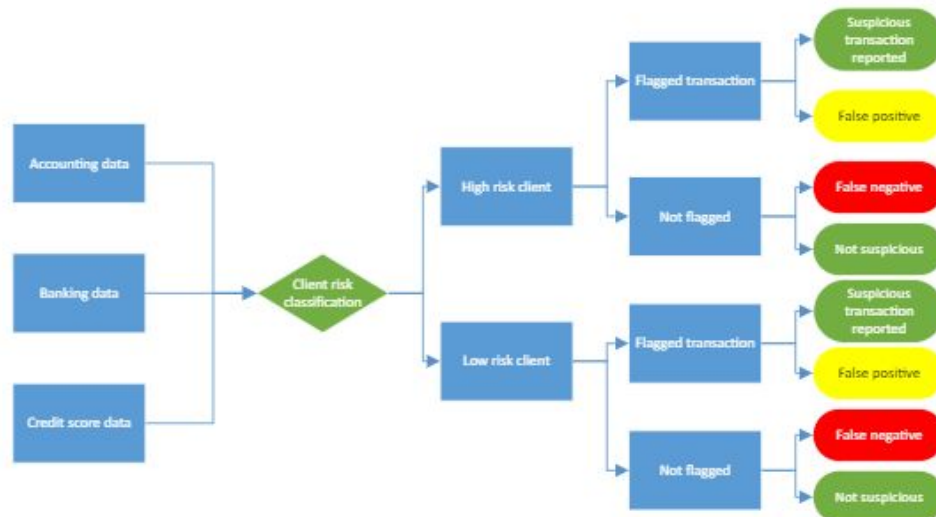 Accounting data
Banking data
Credit score data
Client risk
classification
High risk client
Low risk client
Flagged transaction
Not flagged
Flagged transaction
Not flagged
Suspicious
transaction
reported
False positive
False negative
Not suspicious
Suspicious
transaction
reported
False positive
False negative
Not suspicious